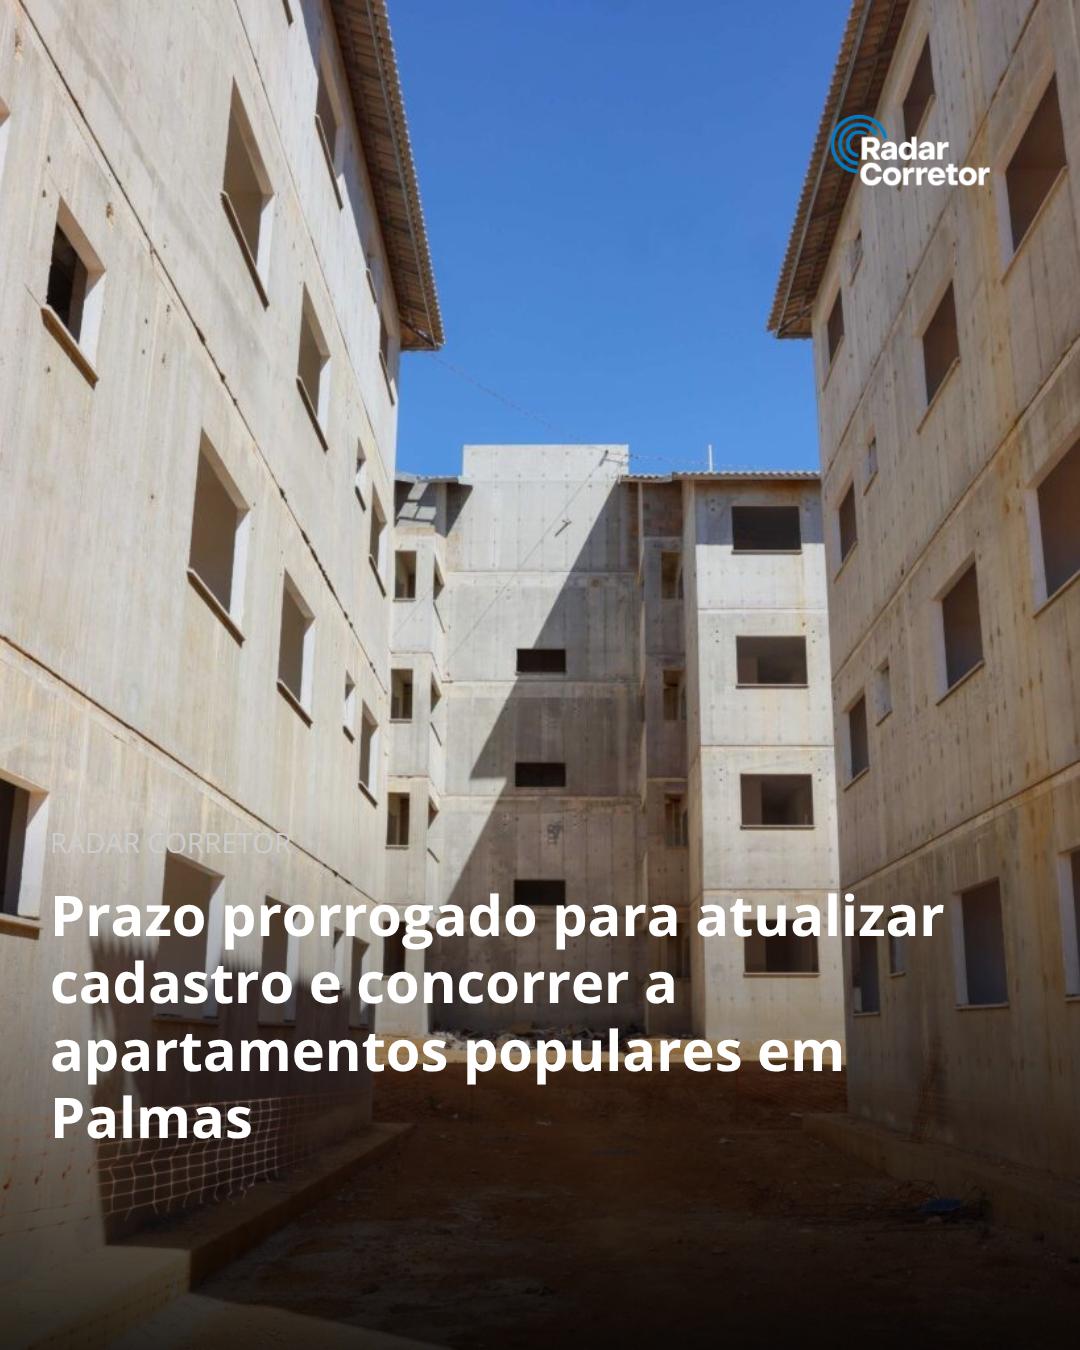 Radar
Corretor
RADAR CORRETOR
Prazo prorrogado para atualizar
cadastro e concorrer a
apartamentos populares em
Palmas